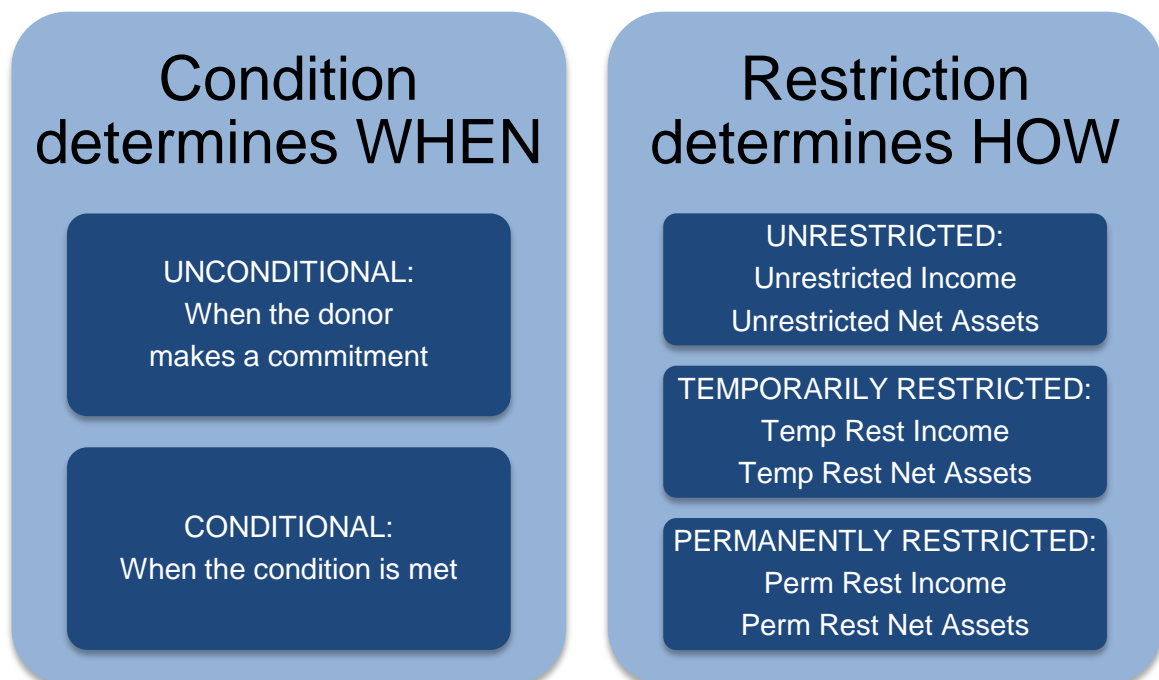 Condition
determines WHEN
UNCONDITIONAL:
When the donor
makes a commitment
CONDITIONAL:
When the condition is met
Restriction
determines HOW
UNRESTRICTED:
Unrestricted Income
Unrestricted Net Assets
TEMPORARILY RESTRICTED:
Temp Rest Income
Temp Rest Net Assets
PERMANENTLY RESTRICTED:
Perm Rest Income
Perm Rest Net Assets